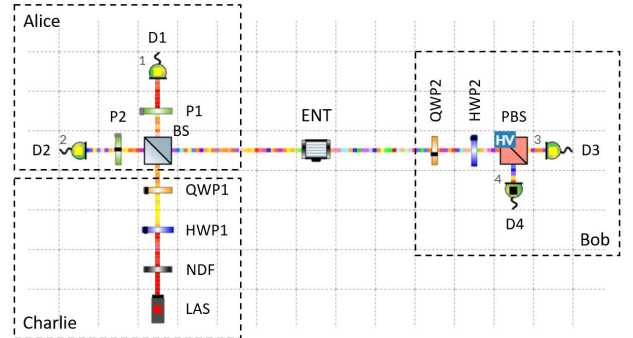 Alice
D1
1
P2
P1
BS
D2
2
ENT
QWP2
HWP2
PBS
HV
3
D3
4
D4
Bob
QWP1
HWP1
NDF
LAS
Charlie